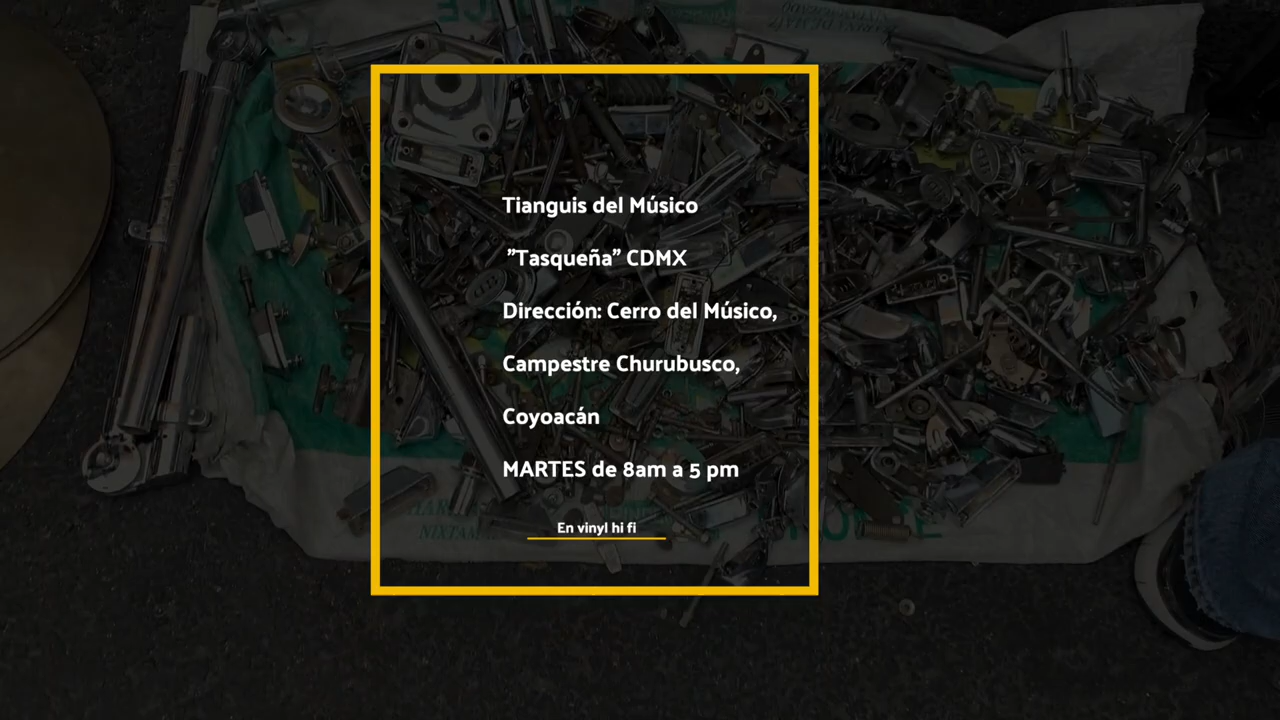 Tianguis del Músico
”Tasqueña” CDMX
Dirección: Cerro del Músico,
Campestre Churubusco,
Coyoacán
MARTES de 8am a 5 pm
En vinyl hi fi